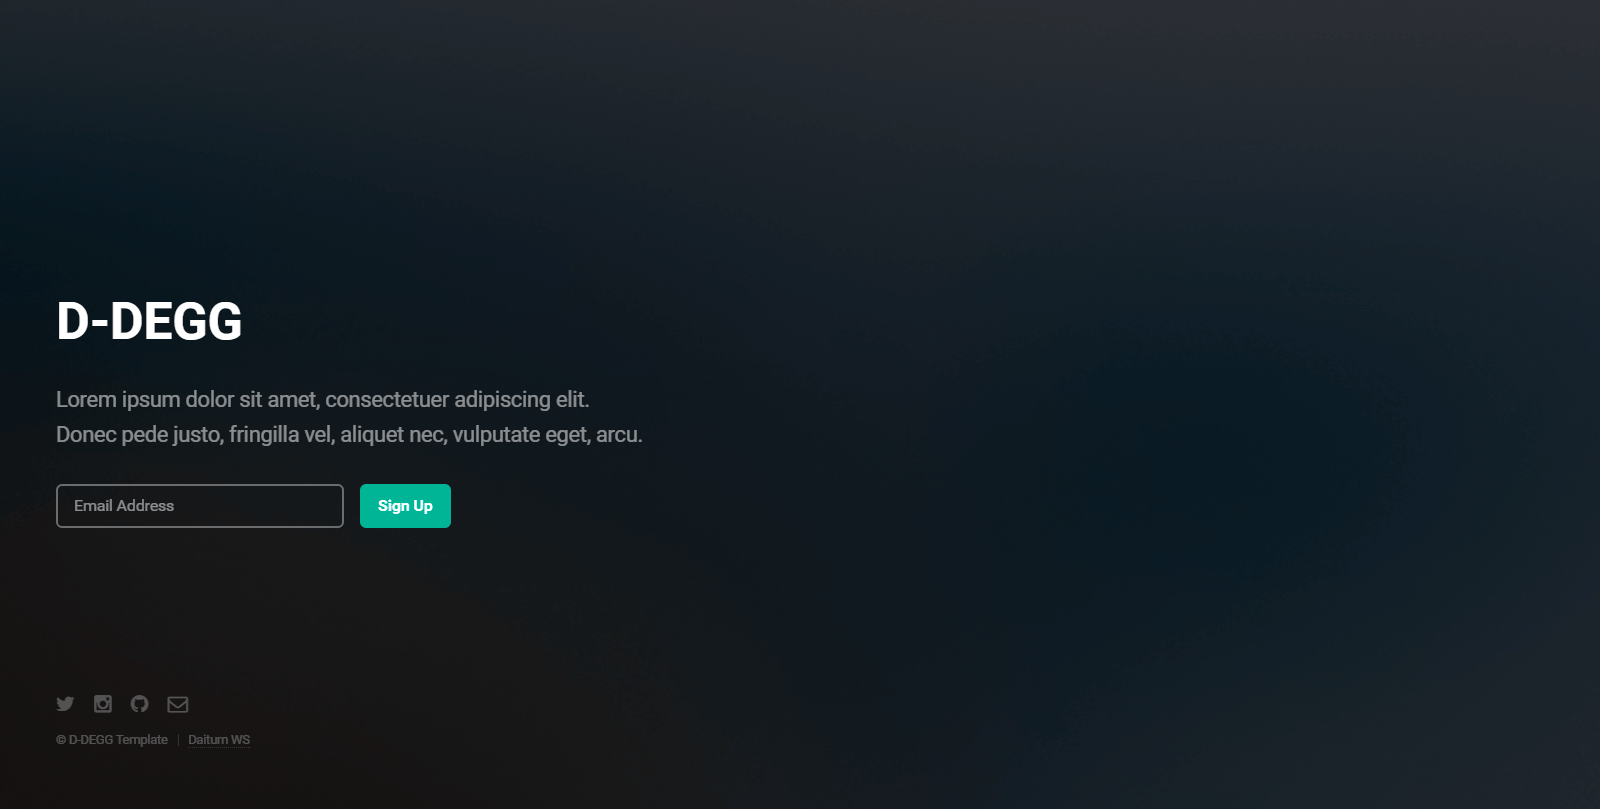 D-DEGG
Lorem ipsum dolor sit amet, consectetuer adipiscing elit.
Donec pede justo, fringilla vel, aliquet nec, vulputate eget, arcu.
Email Address
Sign Up
© D-DEGG Template | Daitum WS